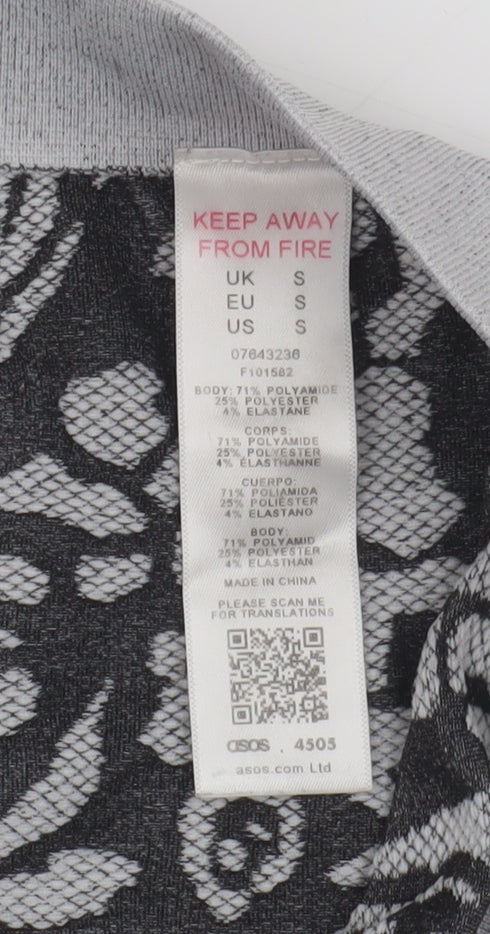 KEEP AWAY
FROM FIRE
UK S
EU S
US S
07643236
F101582
BODY: 71% POLYAMIDE
25% POLYESTER
4% ELASTANE
CORPS:
71% POLYAMIDE
25% POLYESTER
4% ÉLASTHANNE
CUERPO:
71% POLIAMIDA
25% POLIÉSTER
4% ELASTANO
BODY:
71% POLYAMID
25% POLYESTER
4% ELASTHAN
MADE IN CHINA
PLEASE SCAN ME
FOR TRANSLATIONS
asos . 4505
asos.com Ltd